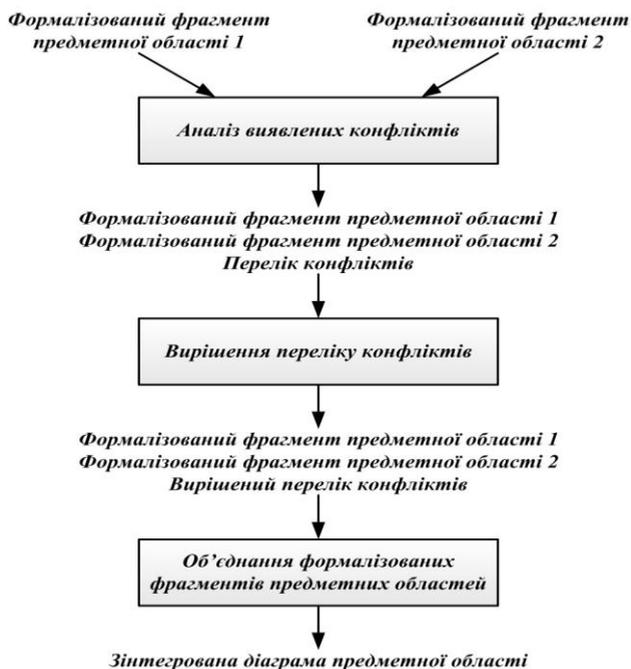 Формалізований фрагмент
предметної області 1
Формалізований фрагмент
предметної області 2
Аналіз виявлених конфліктів
Формалізований фрагмент предметної області 1
Формалізований фрагмент предметної області 2
Перелік конфліктів
Вирішення переліку конфліктів
Формалізований фрагмент предметної області 1
Формалізований фрагмент предметної області 2
Вирішений перелік конфліктів
Об’єднання формалізованих
фрагментів предметних областей
Зінтегрована діаграма предметної області